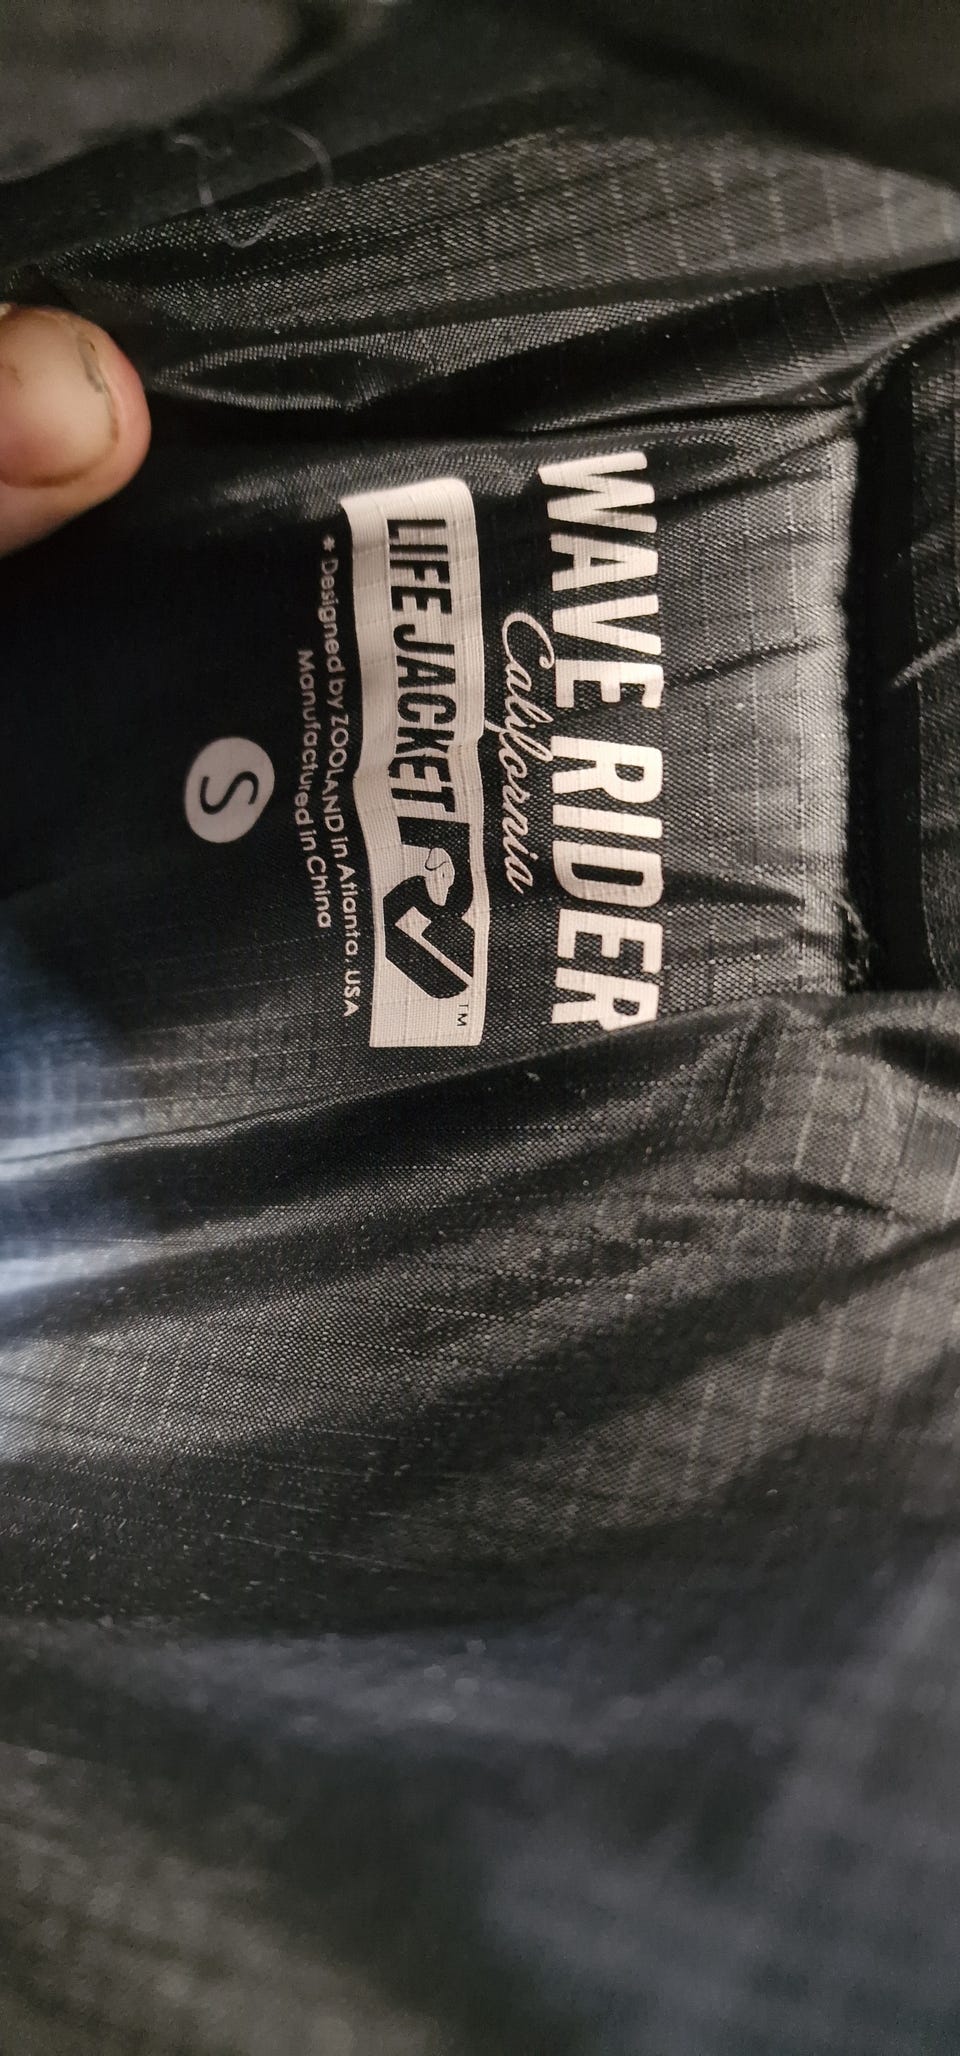 WAVE RIDER
California
LIFE JACKET TM
* Designed by ZOOLAND in Atlanta. USA
Manufactured in China
S